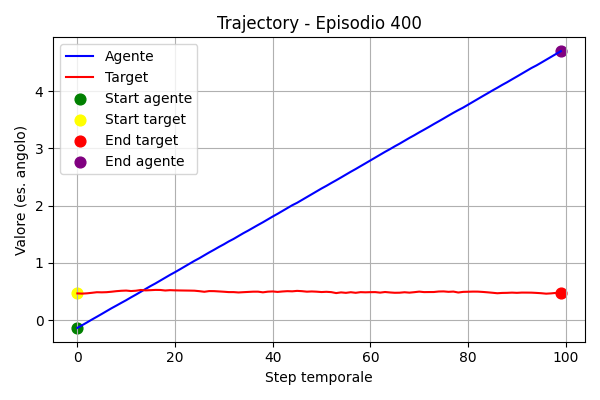 Trajectory - Episodio 400
Agente
Target
Start agente
Start target
End target
End agente
Valore (es. angolo)
4
3
2
1
0
0 20 40 60 80 100
Step temporale